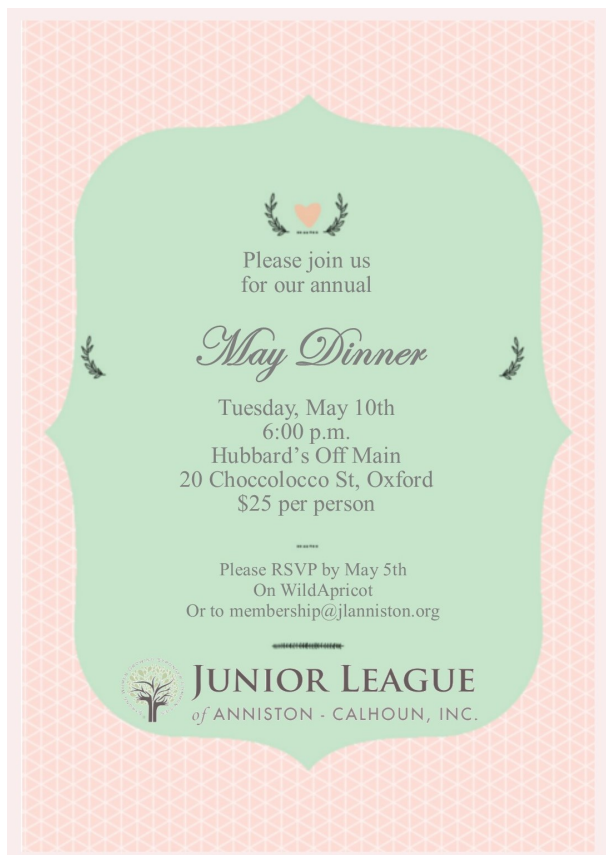 Please join us
for our annual
May Dinner
Tuesday, May 10th
6:00 p.m.
Hubbard’s Off Main
20 Choccolocco St, Oxford
$25 per person
Please RSVP by May 5th
On WildApricot
Or to membership@jlanniston.org
JUNIOR LEAGUE
of ANNISTON - CALHOUN, INC.